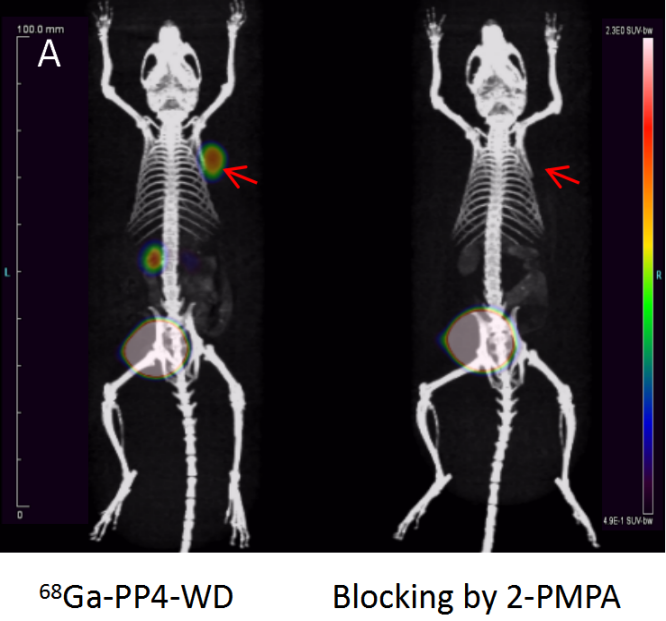 100.0 mm
A
2.3E0 SUV-bw
L
R
0
4.9E-1 SUV-bw
⁶⁸Ga-PP4-WD
Blocking by 2-PMPA